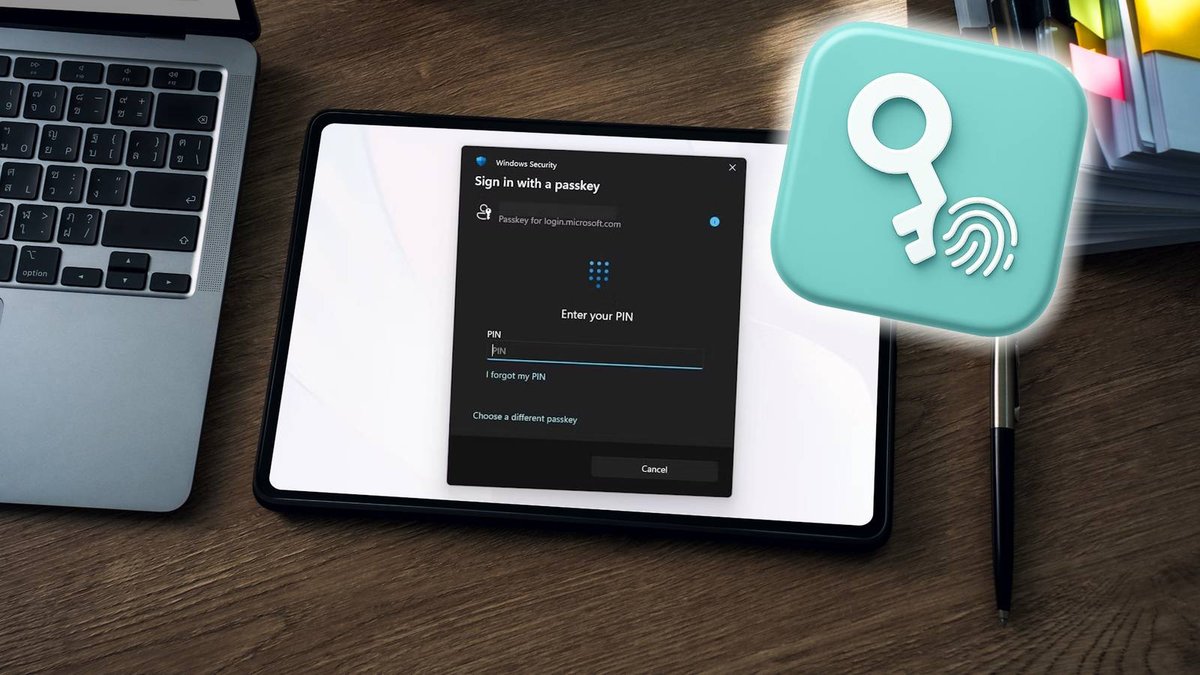 Windows Security
Sign in with a passkey
Passkey for login.microsoft.com
Enter your PIN
PIN
PIN
I forgot my PIN
Choose a different passkey
Cancel
option